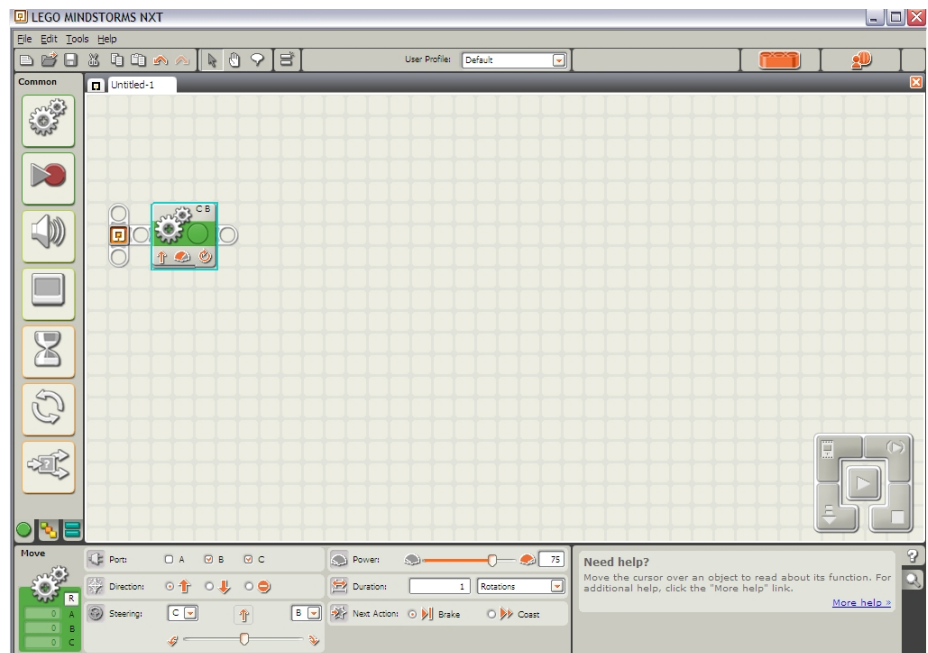 LEGO MINDSTORMS NXT
File Edit Tools Help
User Profile: Default
Common
Untitled-1
C B
Move
R
0 A
0 B
0 C
Port: A B C
Direction:
Steering: C B
Power: 75
Duration: 1 Rotations
Next Action: Brake Coast
Need help?
Move the cursor over an object to read about its function. For
additional help, click the "More help" link.
More help »